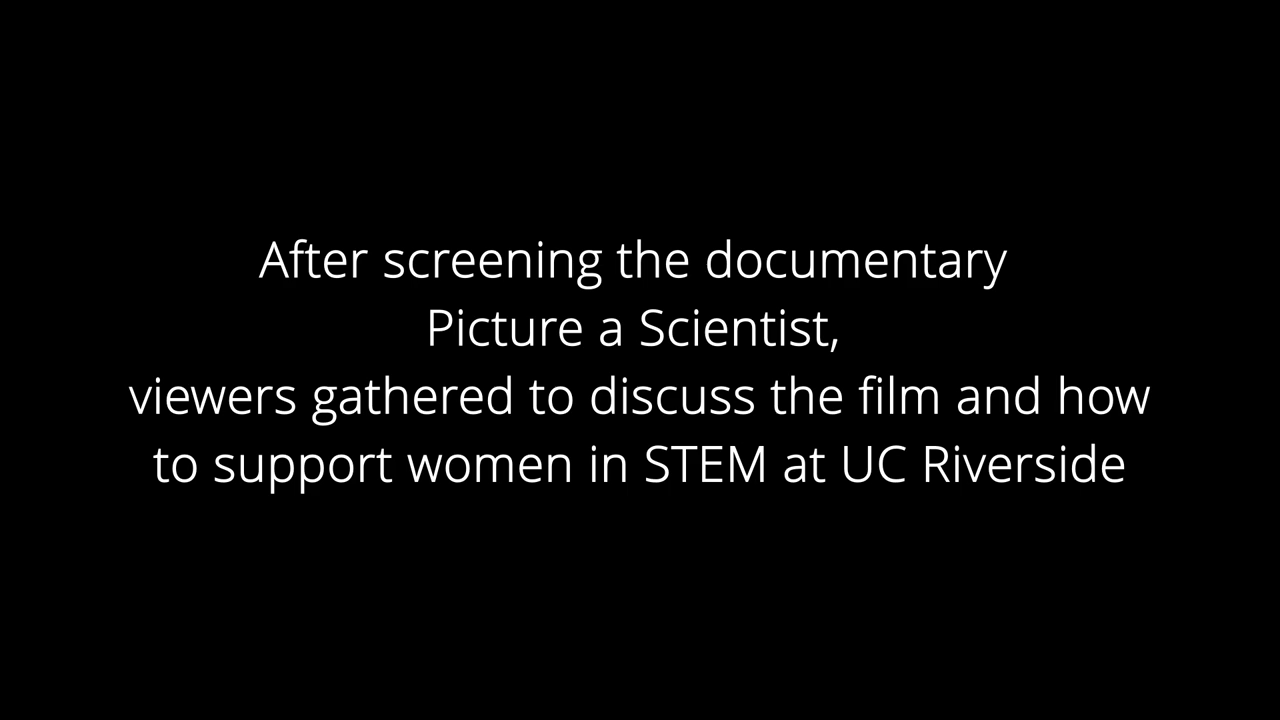 After screening the documentary
Picture a Scientist,
viewers gathered to discuss the film and how
to support women in STEM at UC Riverside